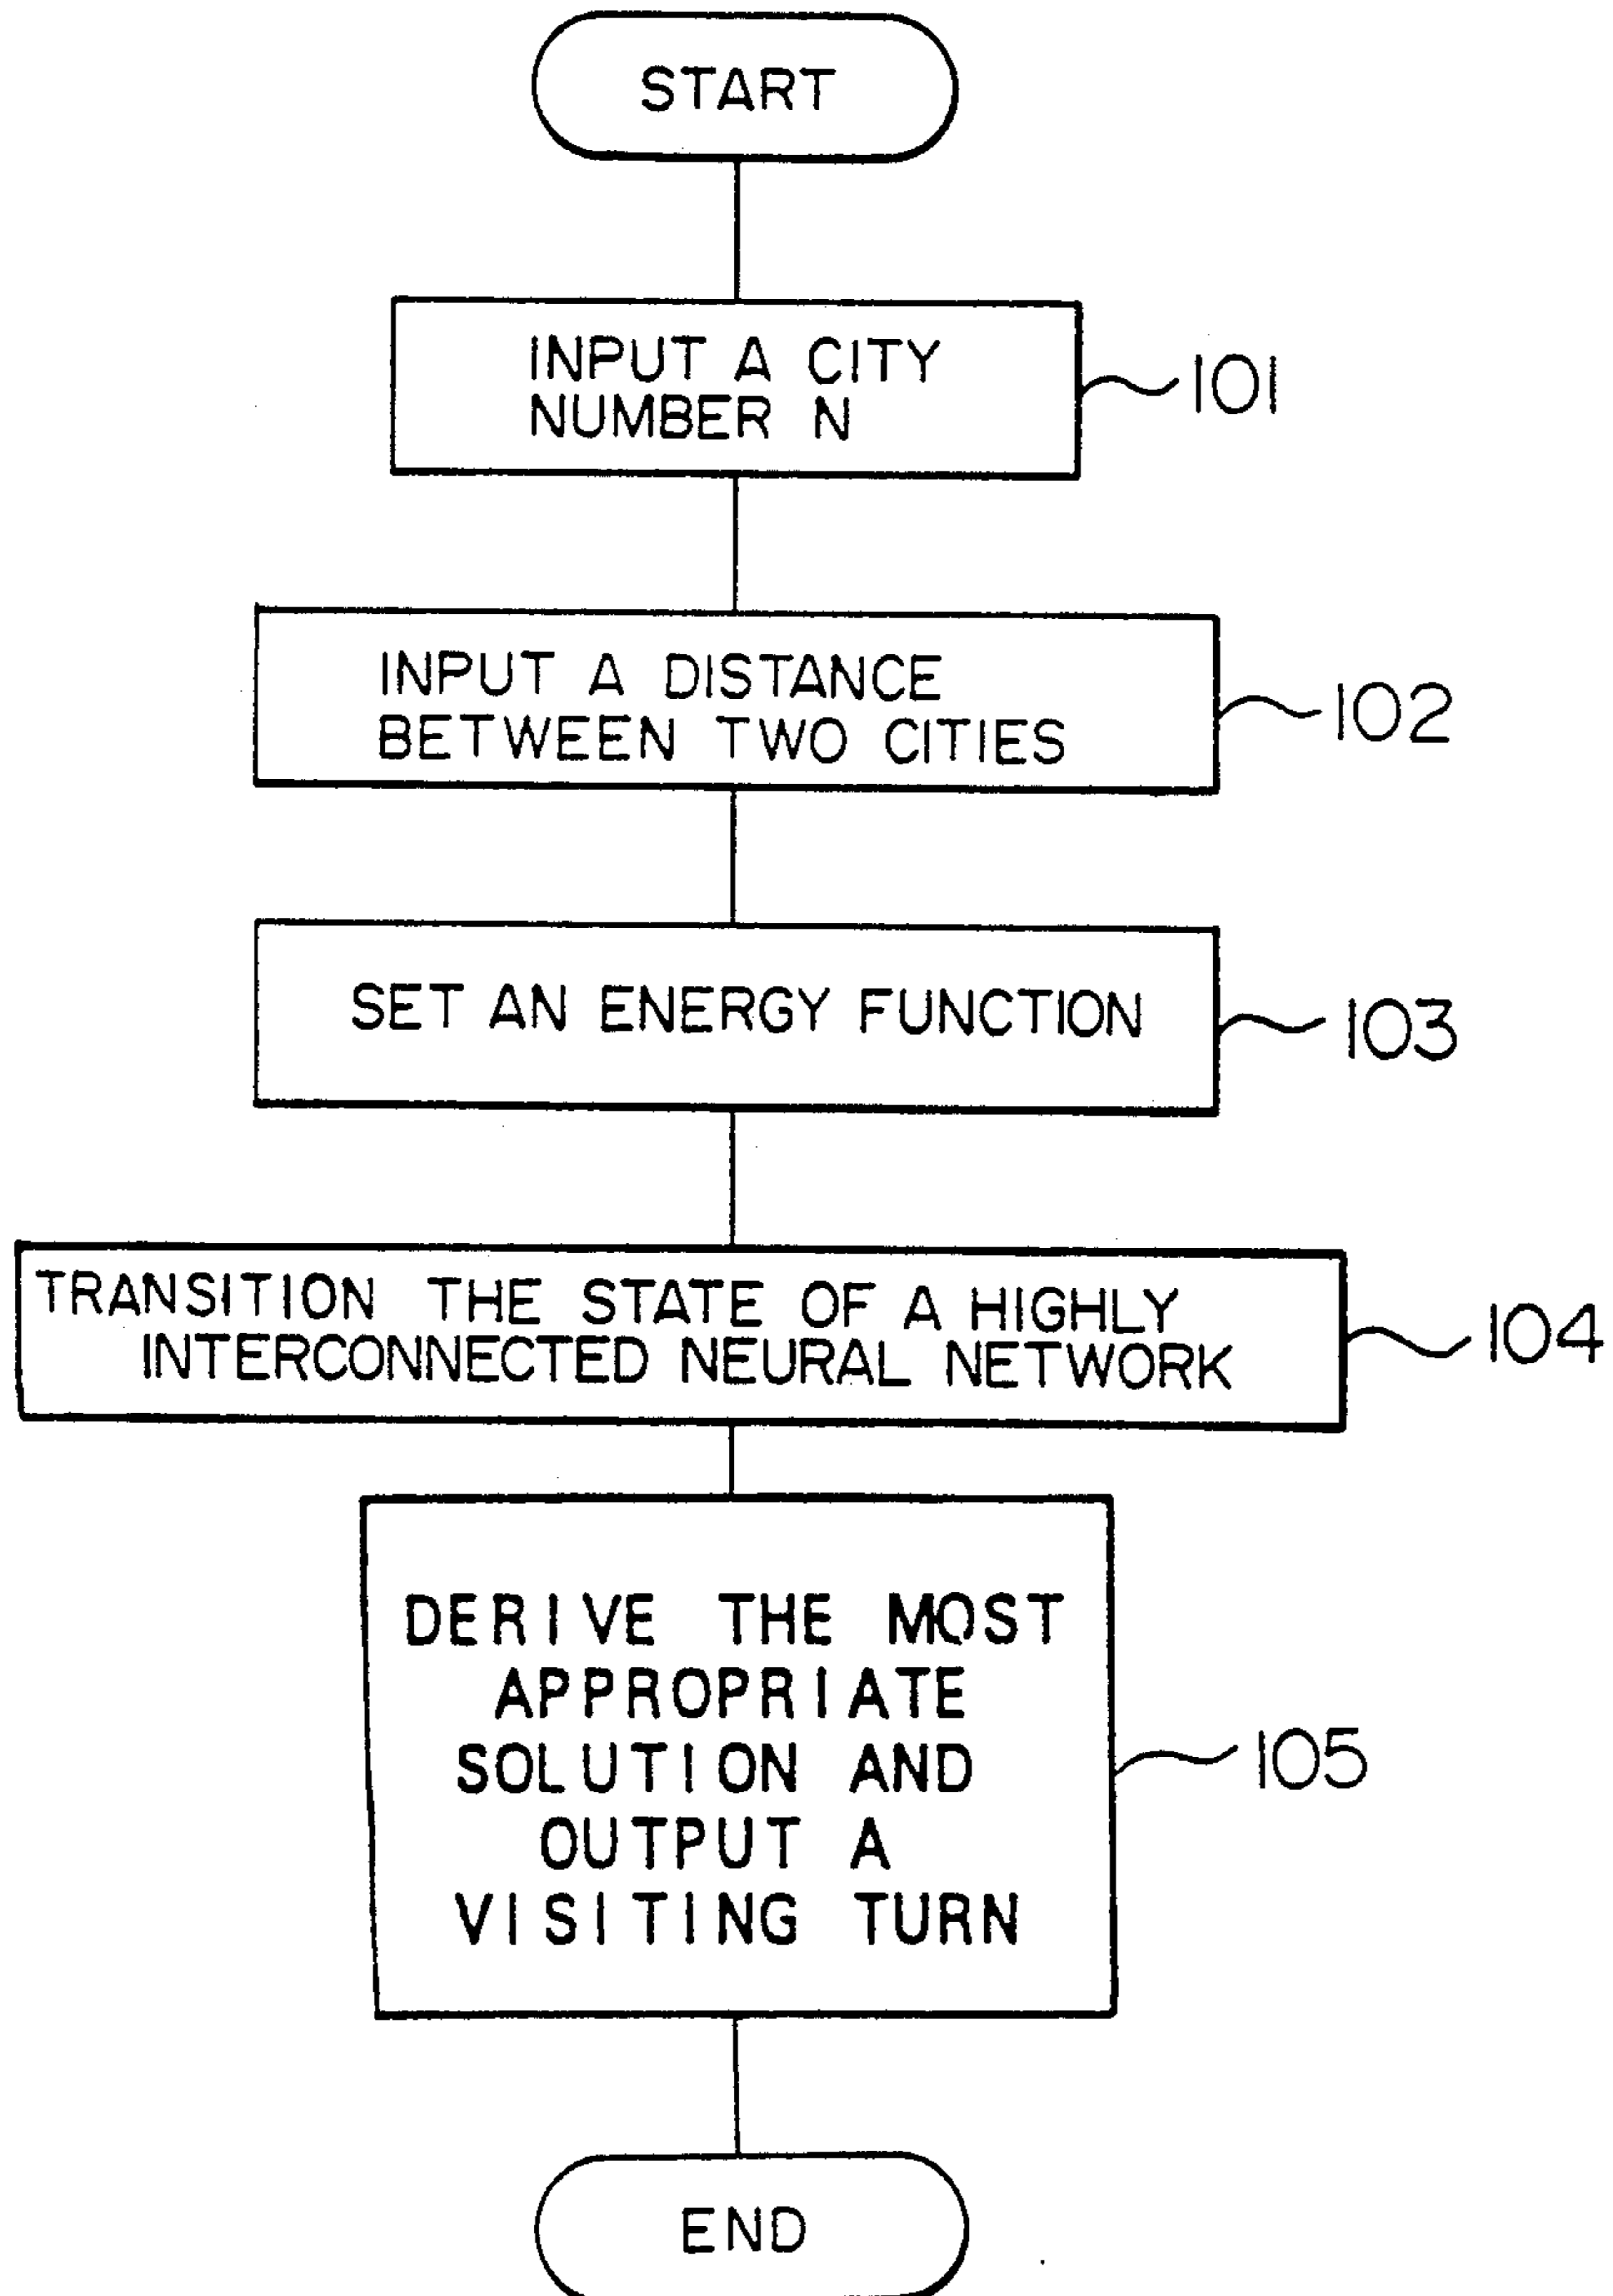 START
INPUT A CITY
NUMBER N
101
INPUT A DISTANCE
BETWEEN TWO CITIES
102
SET AN ENERGY FUNCTION
103
TRANSITION THE STATE OF A HIGHLY
INTERCONNECTED NEURAL NETWORK
104
DERIVE THE MOST
APPROPRIATE
SOLUTION AND
OUTPUT A
VISITING TURN
105
END